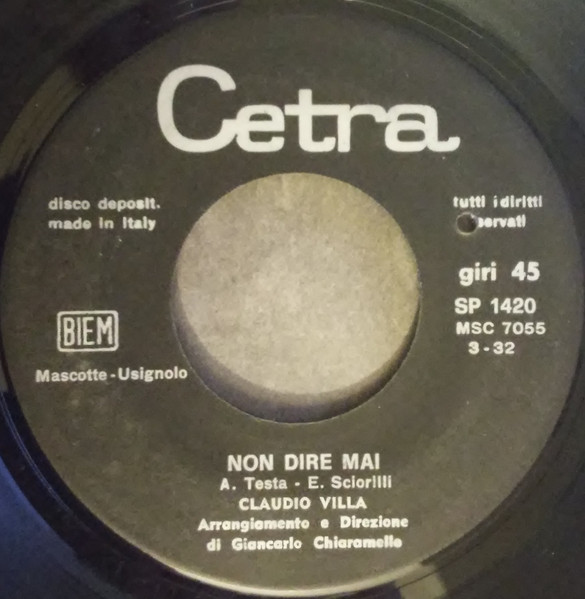 Cetra
disco deposit.
made in Italy
tutti i diritti
servati
giri 45
SP 1420
MSC 7055
3-32
BIEM
Mascotte-Usignolo
NON DIRE MAI
A. Testa - E. Sciorilli
CLAUDIO VILLA
Arrangiamento e Direzione
di Giancarlo Chiaramello